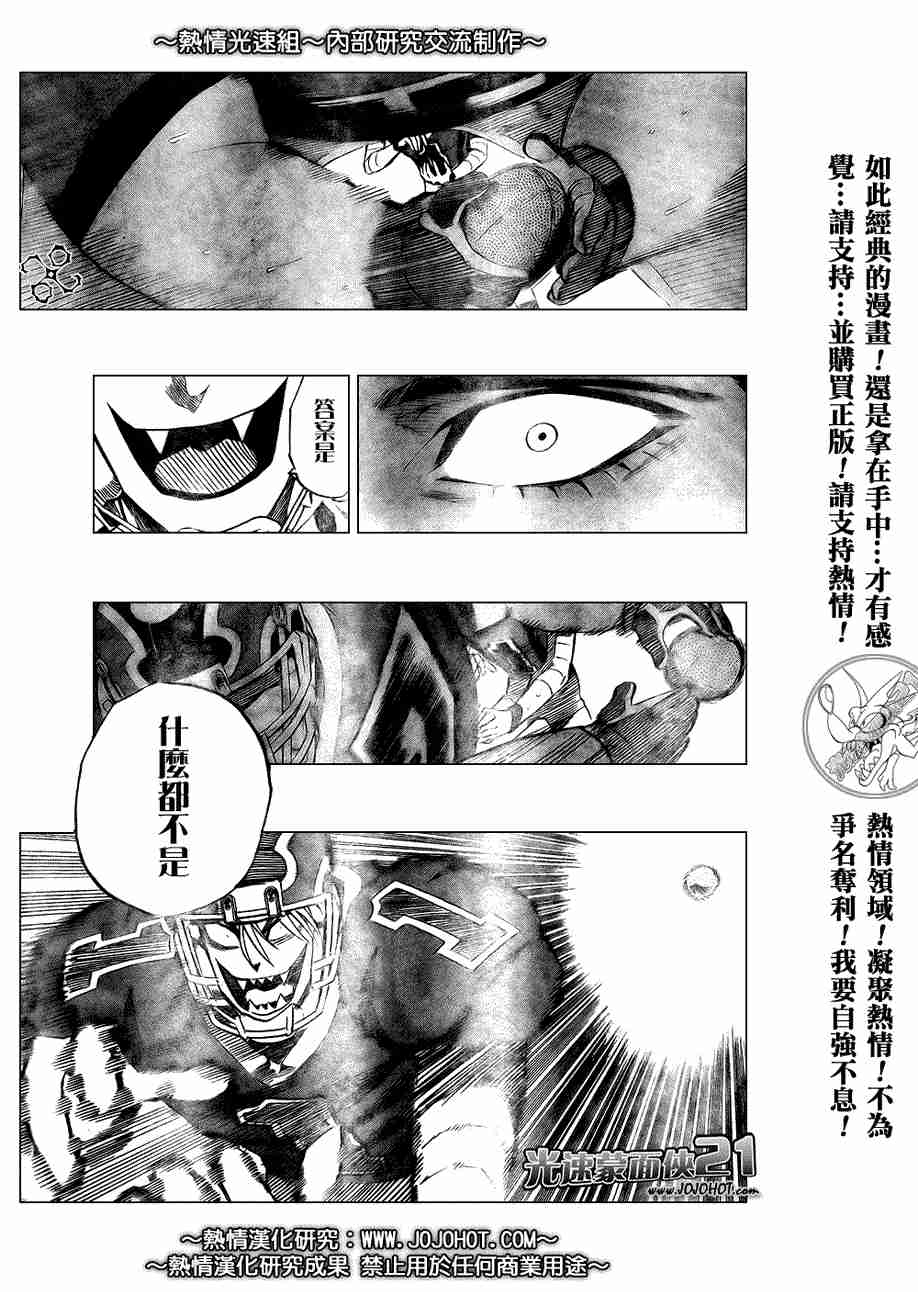 ～熱情光速組～內部研究交流制作～
如此經典的漫畫！還是拿在手中…才有感
覺…請支持…並購買正版！請支持熱情！
答案是
什麼都不是
熱情領域！凝聚熱情！不為
爭名奪利！我要自強不息！
光速蒙面俠21
www.JOJOHOT.com
～熱情漢化研究：WWW.JOJOHOT.COM～
～熱情漢化研究成果 禁止用於任何商業用途～